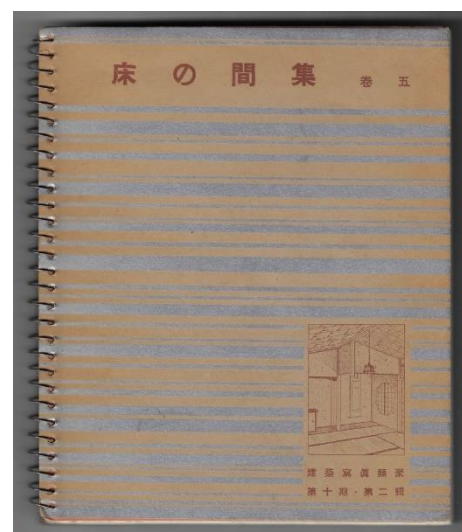 床の間集 巻五
建築寫眞類聚
第十期・第二輯